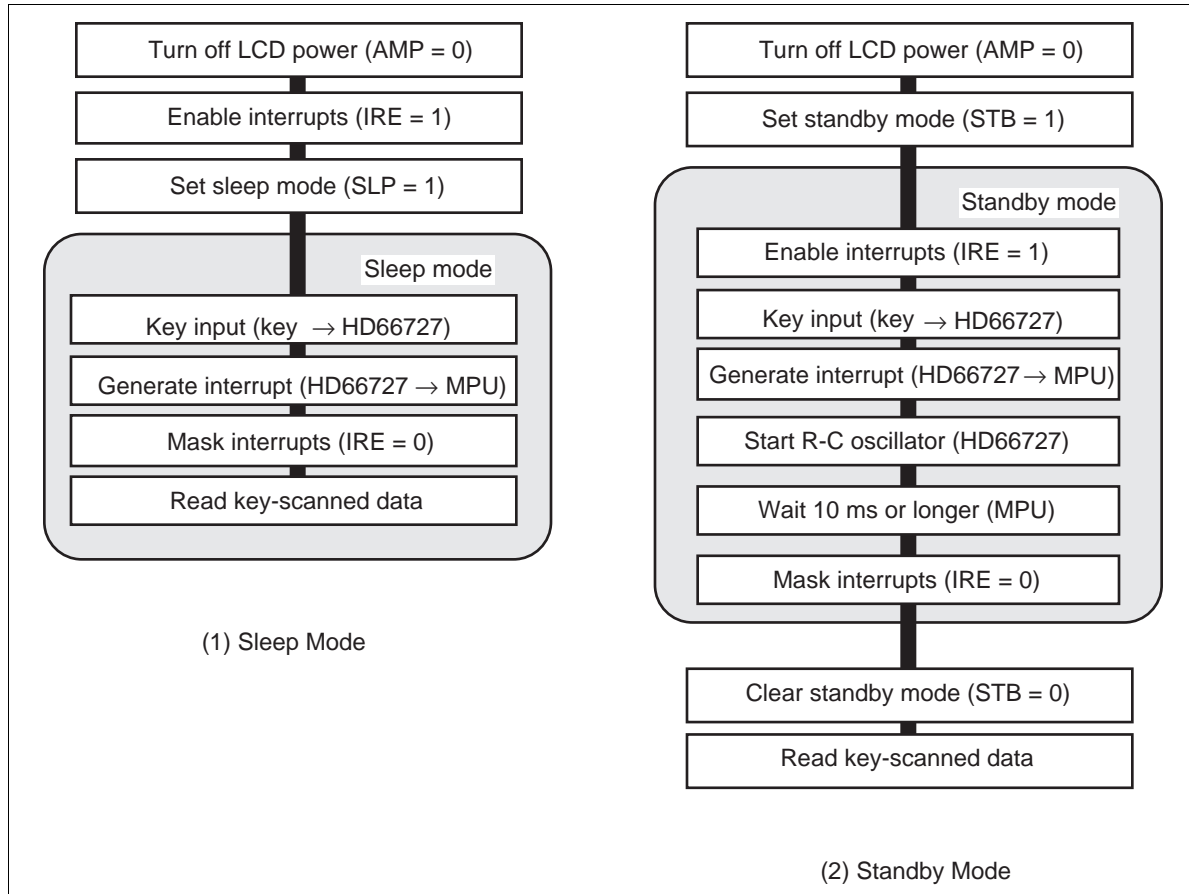 Turn off LCD power (AMP = 0)
Enable interrupts (IRE = 1)
Set sleep mode (SLP = 1)
Sleep mode
Key input (key → HD66727)
Generate interrupt (HD66727 → MPU)
Mask interrupts (IRE = 0)
Read key-scanned data
(1) Sleep Mode
Turn off LCD power (AMP = 0)
Set standby mode (STB = 1)
Standby mode
Enable interrupts (IRE = 1)
Key input (key → HD66727)
Generate interrupt (HD66727 → MPU)
Start R-C oscillator (HD66727)
Wait 10 ms or longer (MPU)
Mask interrupts (IRE = 0)
Clear standby mode (STB = 0)
Read key-scanned data
(2) Standby Mode